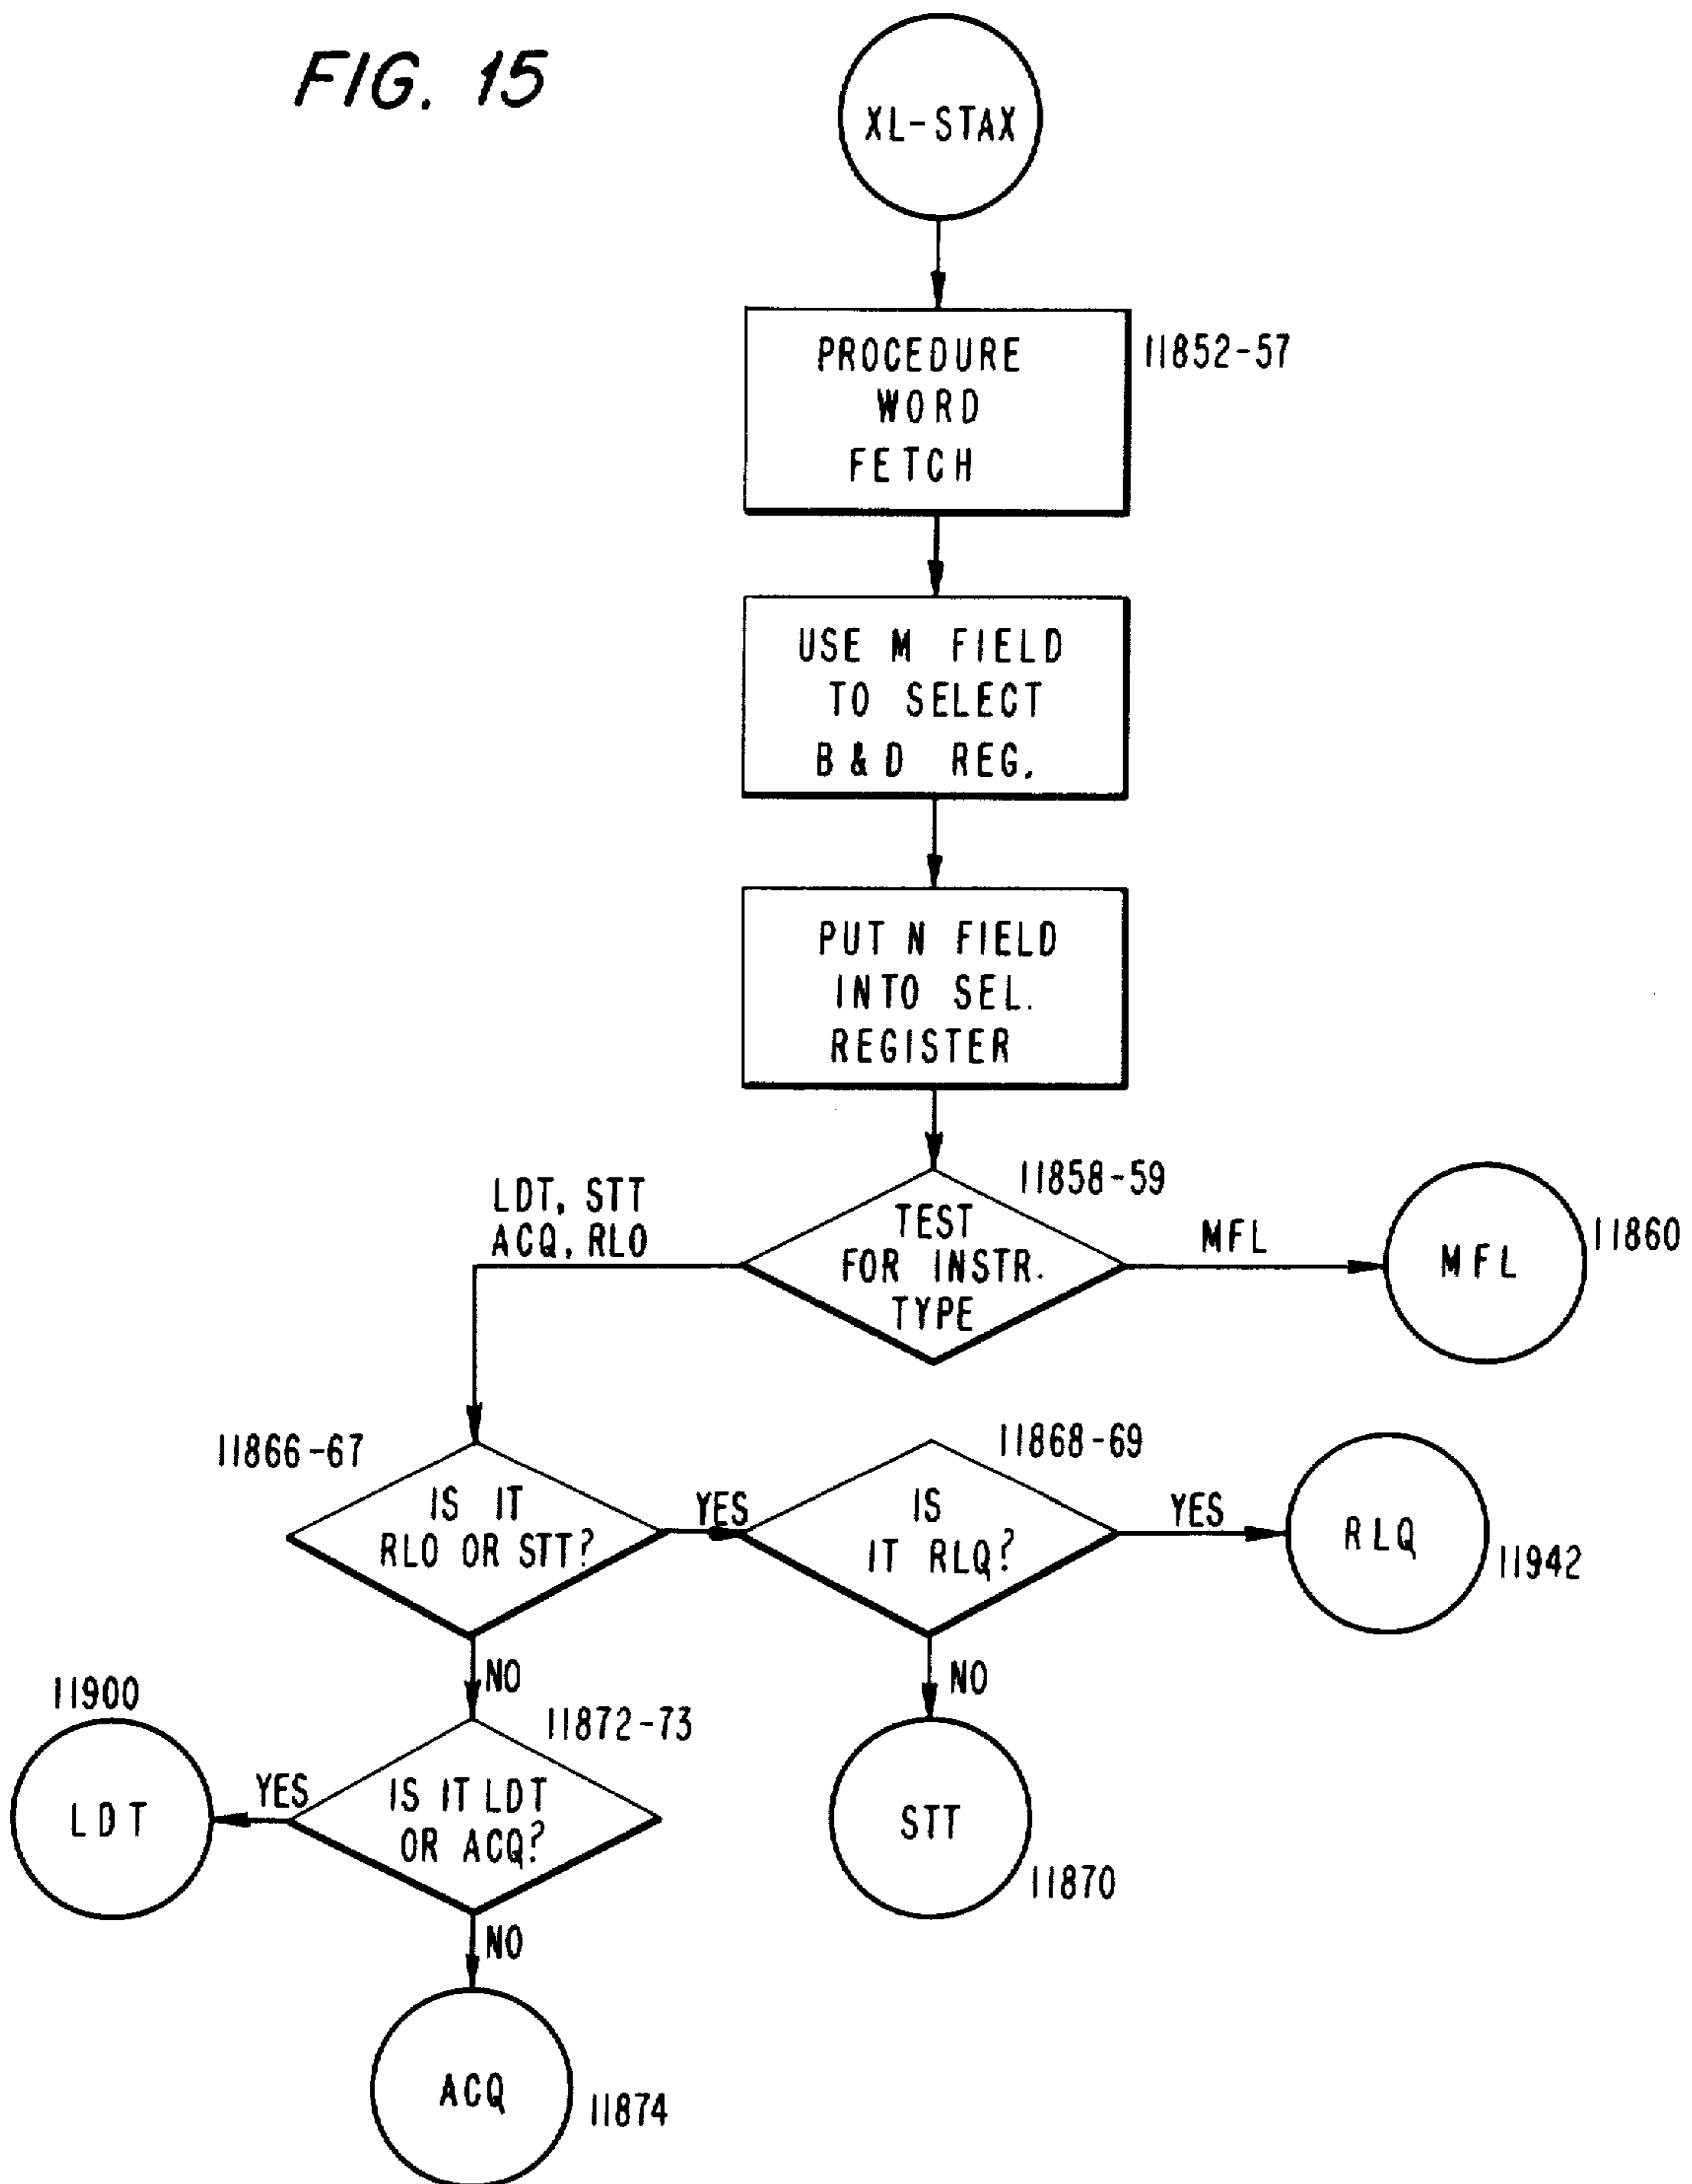 FIG. 15
XL-STAX
PROCEDURE
WORD
FETCH
11852-57
USE M FIELD
TO SELECT
B & D REG.
PUT N FIELD
INTO SEL.
REGISTER
11858-59
LDT, STT
ACQ, RLO
TEST
FOR INSTR.
TYPE
MFL
MFL
11860
11866-67
IS IT
RLO OR STT?
YES
11868-69
IS
IT RLQ?
YES
RLQ
11942
NO
NO
11900
LDT
YES
11872-73
IS IT LDT
OR ACQ?
STT
11870
NO
ACQ
11874